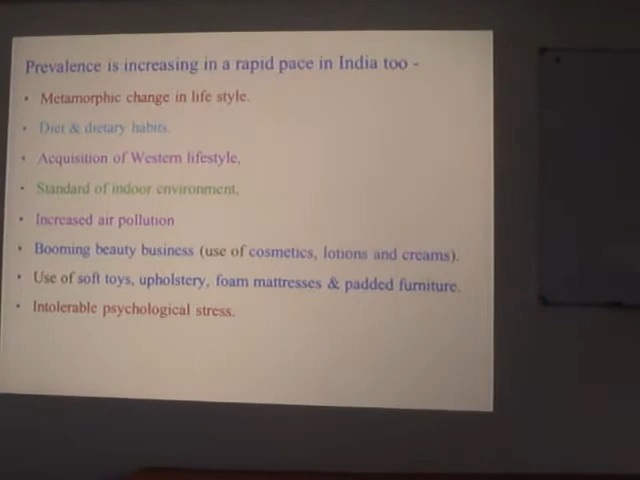 Prevalence is increasing in a rapid pace in India too -
• Metamorphic change in life style.
• Diet & dietary habits.
• Acquisition of Western lifestyle,
• Standard of indoor environment,
• Increased air pollution
• Booming beauty business (use of cosmetics, lotions and creams).
• Use of soft toys, upholstery, foam mattresses & padded furniture.
• Intolerable psychological stress.